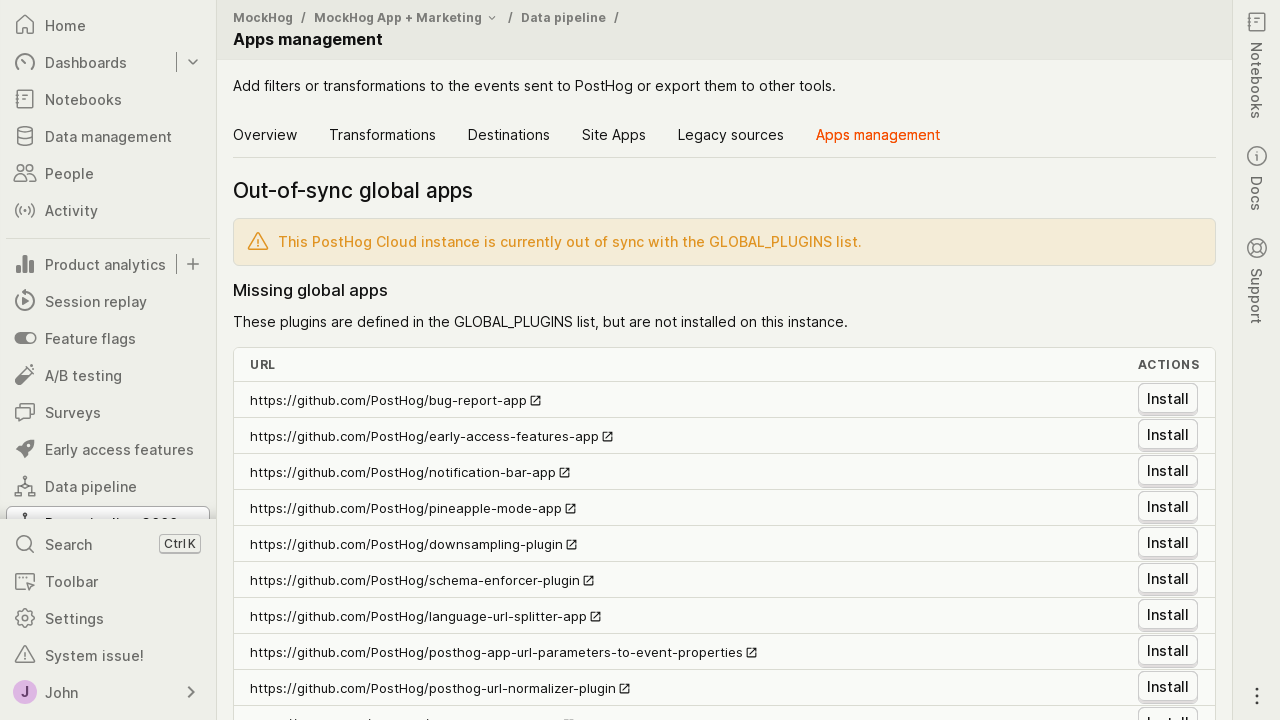 Home
Dashboards
Notebooks
Data management
People
Activity
Product analytics
Session replay
Feature flags
A/B testing
Surveys
Early access features
Data pipeline
Search
Ctrl K
Toolbar
Settings
System issue!
J John
MockHog / MockHog App + Marketing / Data pipeline /
Apps management
Add filters or transformations to the events sent to PostHog or export them to other tools.
Overview Transformations Destinations Site Apps Legacy sources Apps management
Out-of-sync global apps
This PostHog Cloud instance is currently out of sync with the GLOBAL_PLUGINS list.
Missing global apps
These plugins are defined in the GLOBAL_PLUGINS list, but are not installed on this instance.
URL ACTIONS
https://github.com/PostHog/bug-report-app Install
https://github.com/PostHog/early-access-features-app Install
https://github.com/PostHog/notification-bar-app Install
https://github.com/PostHog/pineapple-mode-app Install
https://github.com/PostHog/downsampling-plugin Install
https://github.com/PostHog/schema-enforcer-plugin Install
https://github.com/PostHog/language-url-splitter-app Install
https://github.com/PostHog/posthog-app-url-parameters-to-event-properties Install
https://github.com/PostHog/posthog-url-normalizer-plugin Install
Notebooks
Docs
Support